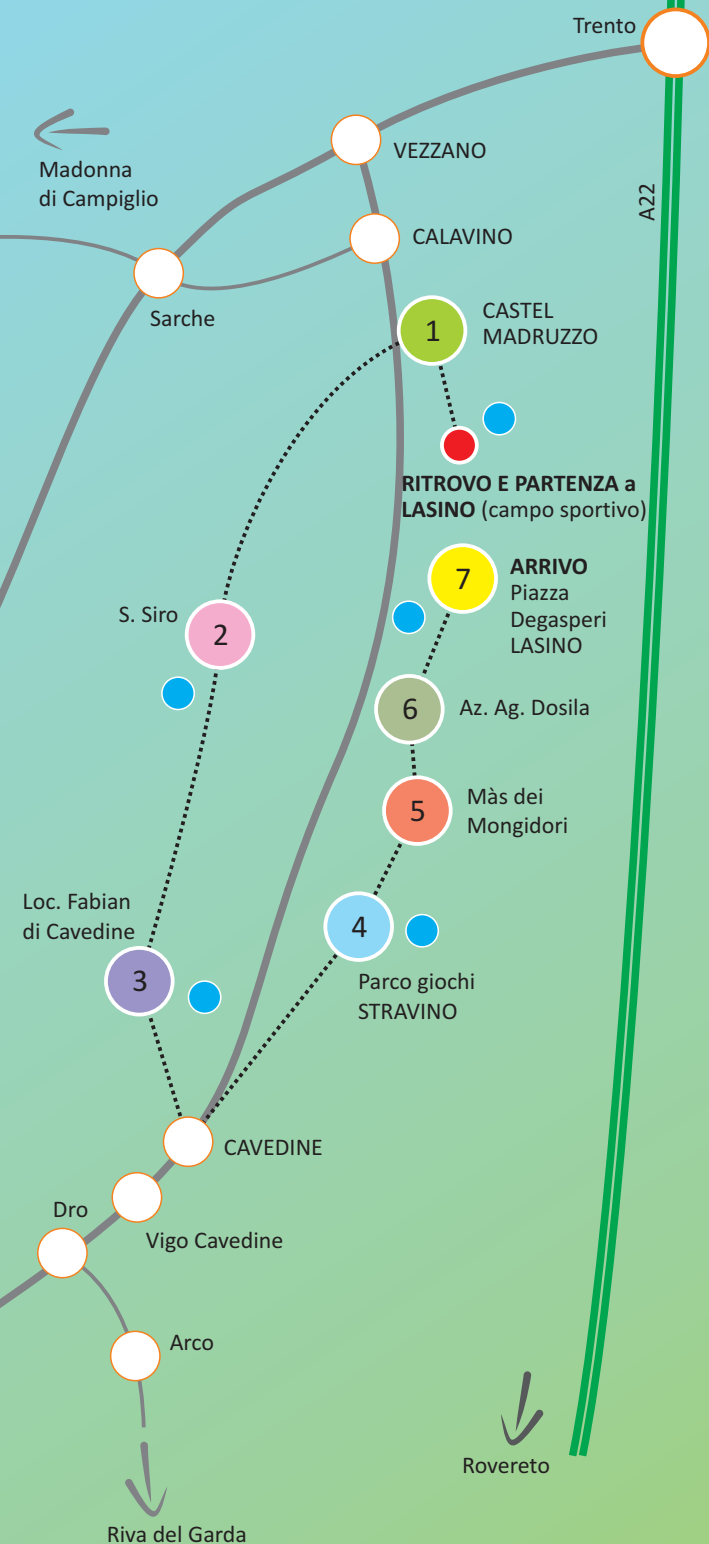 Trento
Madonna
di Campiglio
VEZZANO
A22
CALAVINO
Sarche
1
CASTEL
MADRUZZO
RITROVO E PARTENZA a
LASINO (campo sportivo)
7
ARRIVO
Piazza
Degasperi
LASINO
S. Siro
2
6
Az. Ag. Dosila
5
Màs dei
Mongidori
Loc. Fabian
di Cavedine
3
4
Parco giochi
STRAVINO
CAVEDINE
Vigo Cavedine
Dro
Arco
Rovereto
Riva del Garda